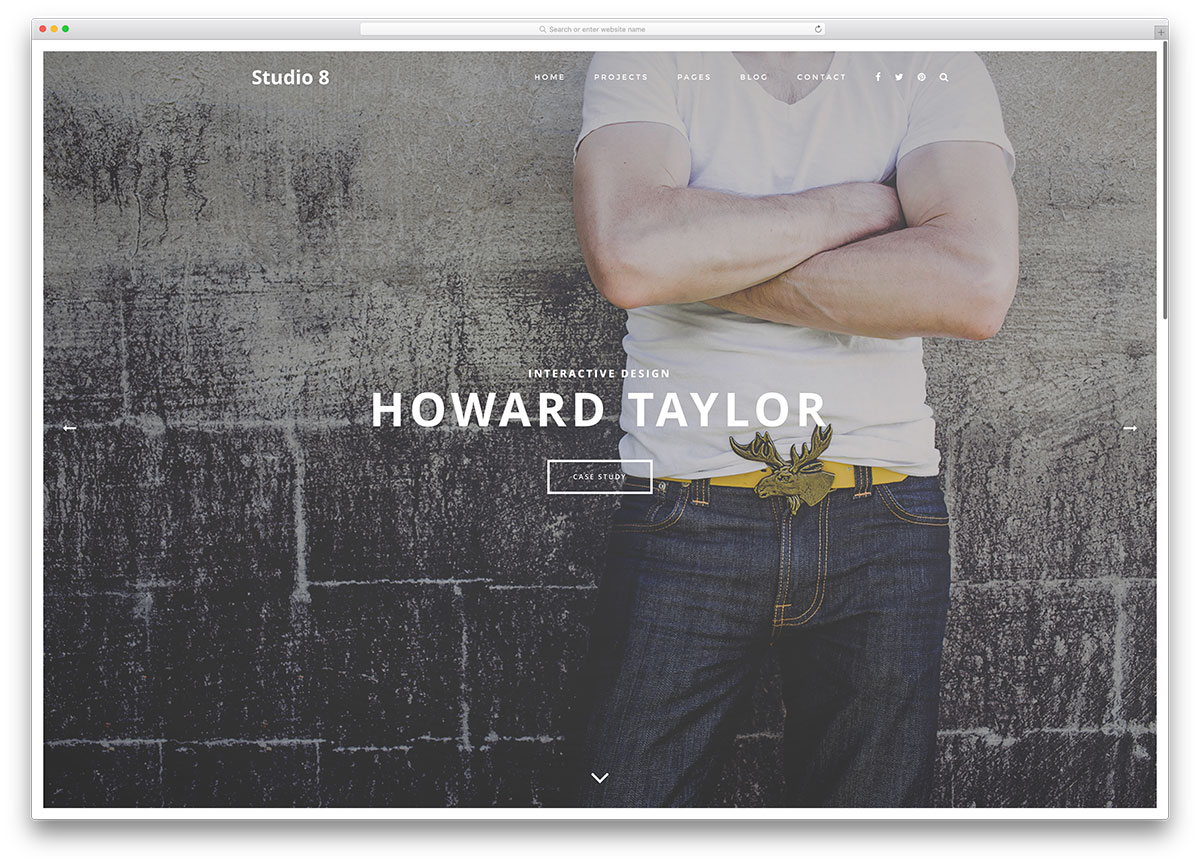 Search or enter website name
Studio 8 HOME PROJECTS PAGES BLOG CONTACT
INTERACTIVE DESIGN
HOWARD TAYLOR
CASE STUDY